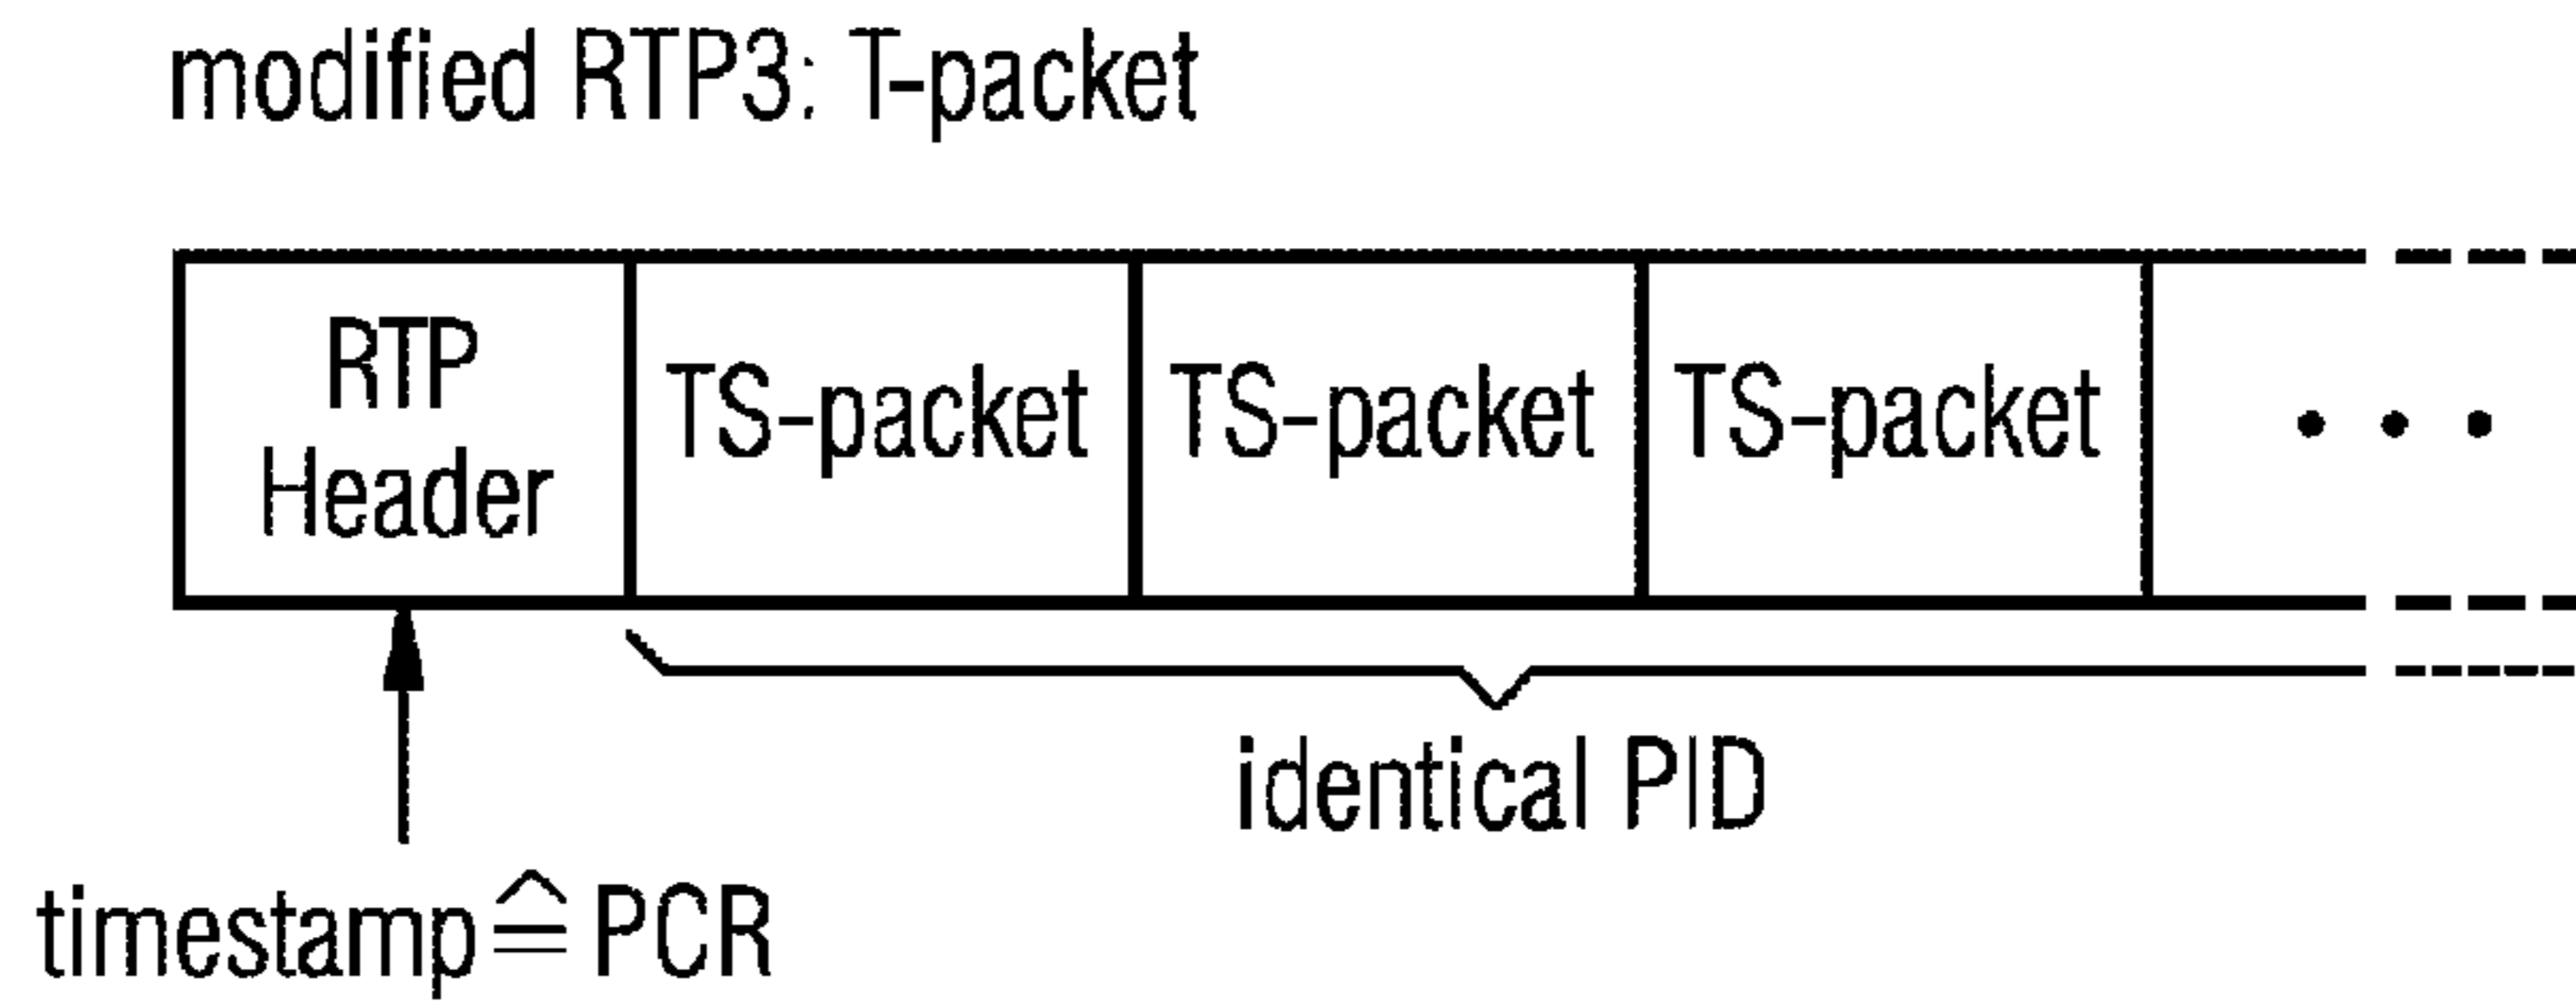 modified RTP3: T-packet
RTP
Header
TS-packet TS-packet TS-packet • • •
identical PID
timestamp ≙ PCR